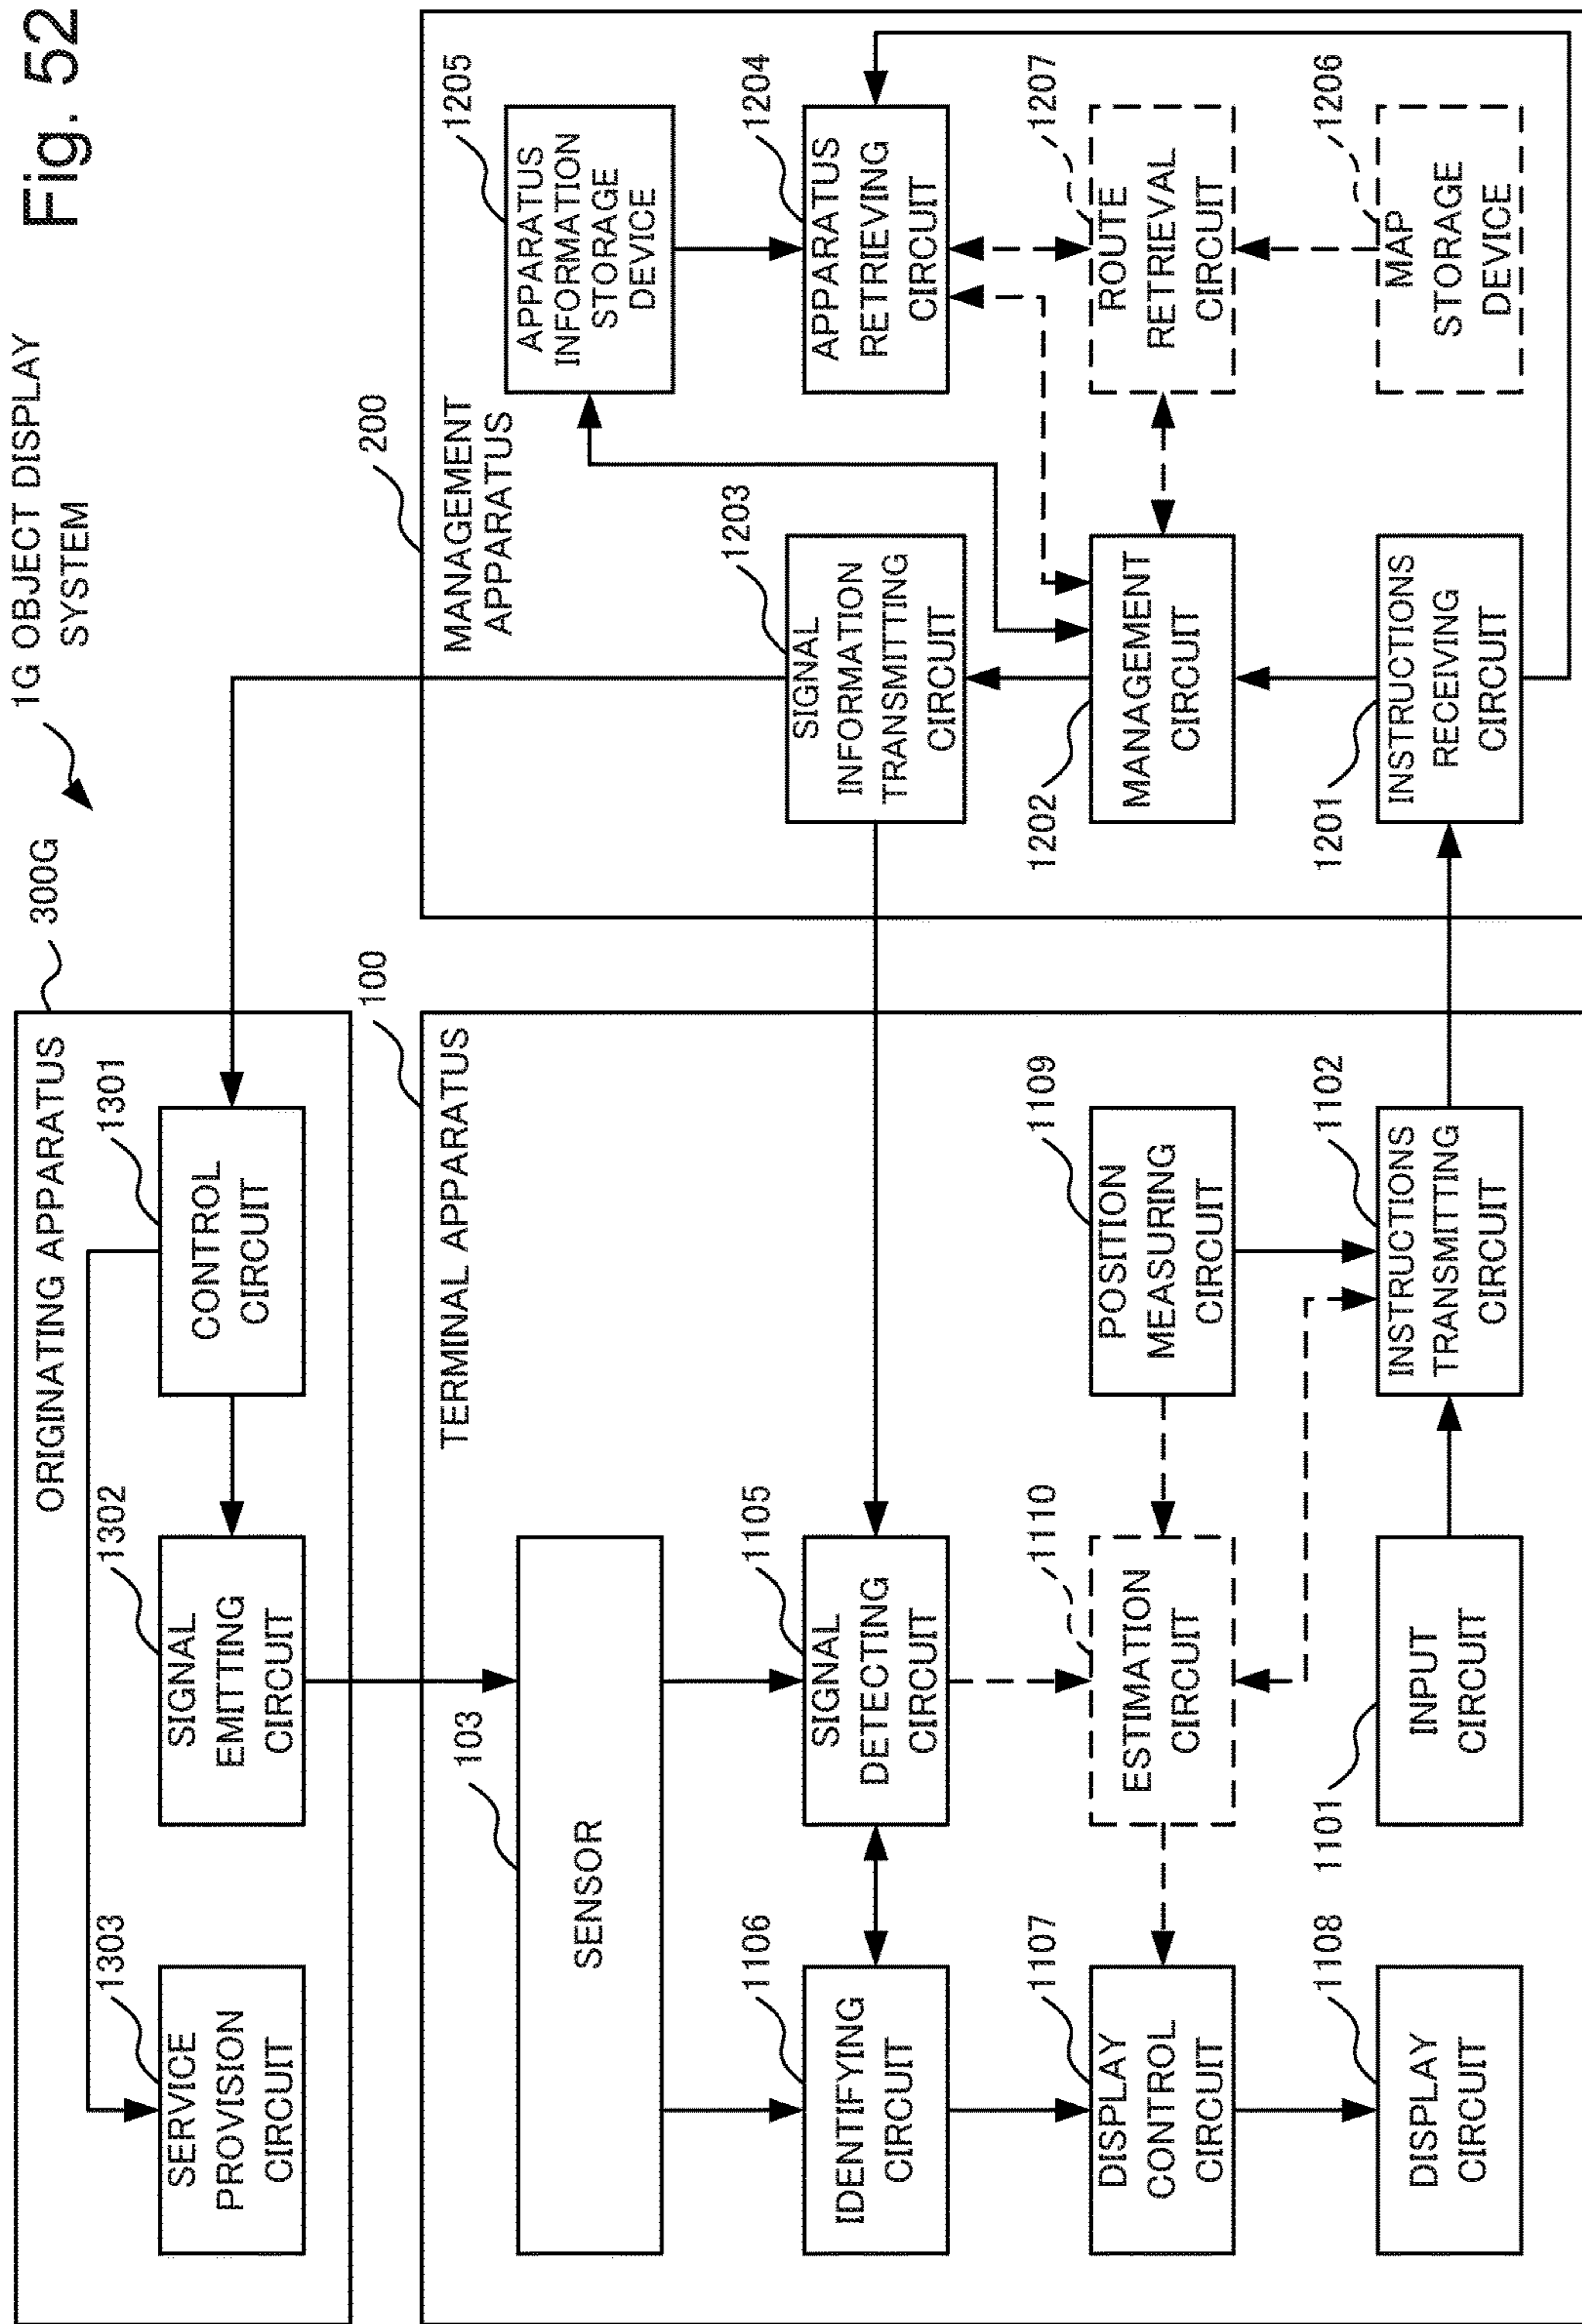 Fig. 52
1G OBJECT DISPLAY
SYSTEM
300G
ORIGINATING APPARATUS
1303
SERVICE
PROVISION
CIRCUIT
1302
SIGNAL
EMITTING
CIRCUIT
1301
CONTROL
CIRCUIT
100
TERMINAL APPARATUS
103
SENSOR
1106
IDENTIFYING
CIRCUIT
1105
SIGNAL
DETECTING
CIRCUIT
1107
DISPLAY
CONTROL
CIRCUIT
1110
ESTIMATION
CIRCUIT
1109
POSITION
MEASURING
CIRCUIT
1108
DISPLAY
CIRCUIT
1101
INPUT
CIRCUIT
1102
INSTRUCTIONS
TRANSMITTING
CIRCUIT
200
MANAGEMENT
APPARATUS
1205
APPARATUS
INFORMATION
STORAGE
DEVICE
1203
SIGNAL
INFORMATION
TRANSMITTING
CIRCUIT
1204
APPARATUS
RETRIEVING
CIRCUIT
1202
MANAGEMENT
CIRCUIT
1207
ROUTE
RETRIEVAL
CIRCUIT
1201
INSTRUCTIONS
RECEIVING
CIRCUIT
1206
MAP
STORAGE
DEVICE